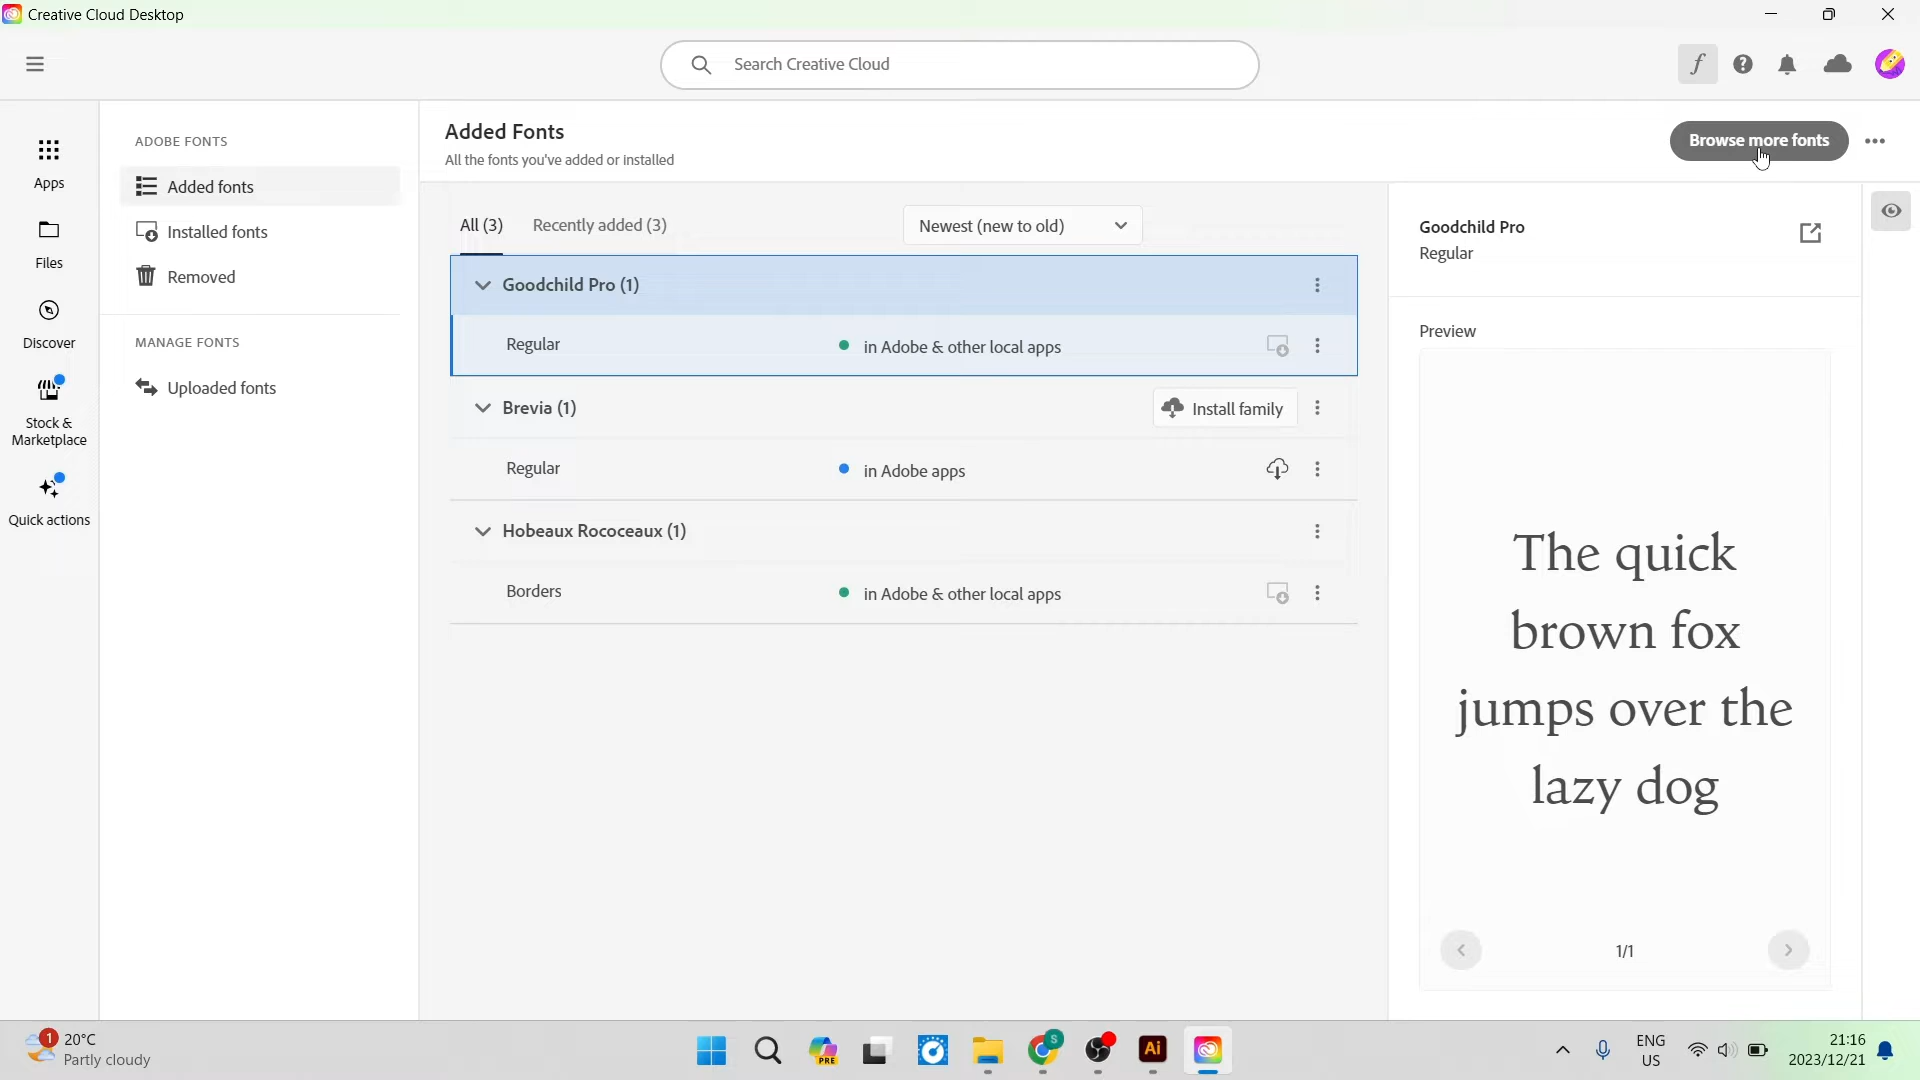 Creative Cloud Desktop
Search Creative Cloud
Apps
Files
Discover
Stock &
Marketplace
Quick actions
ADOBE FONTS
Added fonts
Installed fonts
Removed
MANAGE FONTS
Uploaded fonts
Added Fonts
All the fonts you've added or installed
Browse more fonts
All (3)
Recently added (3)
Newest (new to old)
Goodchild Pro (1)
Regular
in Adobe & other local apps
Brevia (1)
Install family
Regular
in Adobe apps
Hobeaux Rococeaux (1)
Borders
in Adobe & other local apps
Goodchild Pro
Regular
Preview
The quick
brown fox
jumps over the
lazy dog
1/1
1
20°C
Partly cloudy
PRE
S
Ai
ENG
US
21:16
2023/12/21